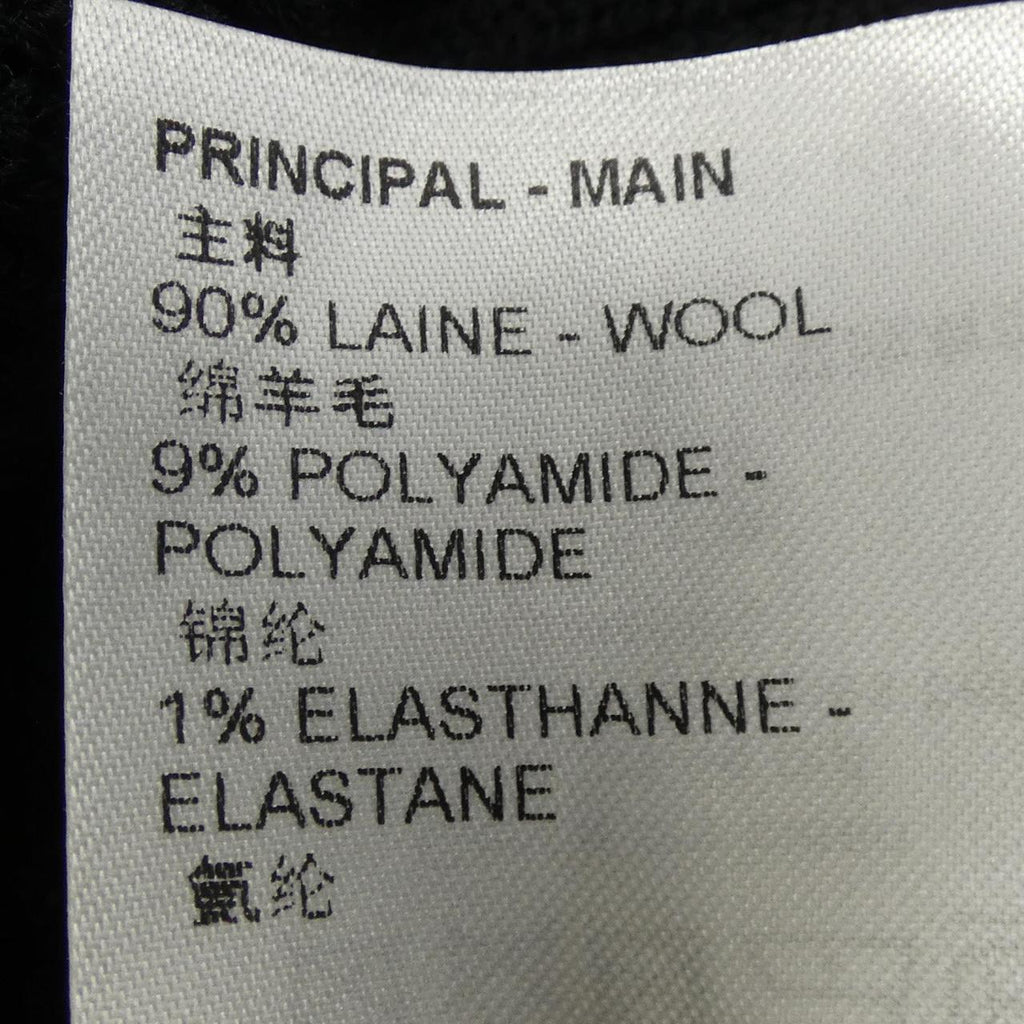 PRINCIPAL - MAIN
主料
90% LAINE - WOOL
绵羊毛
9% POLYAMIDE -
POLYAMIDE
锦纶
1% ELASTHANNE -
ELASTANE
氨纶